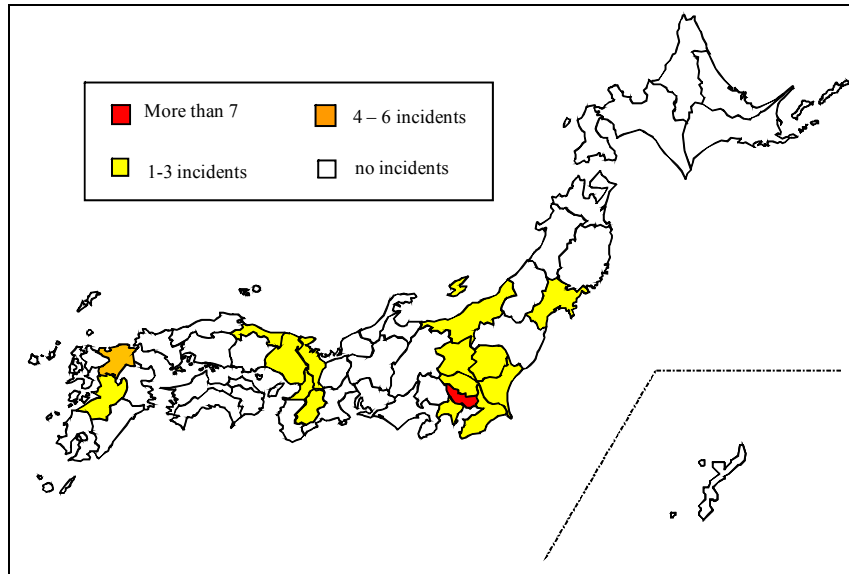 More than 7
4 – 6 incidents
1-3 incidents
no incidents